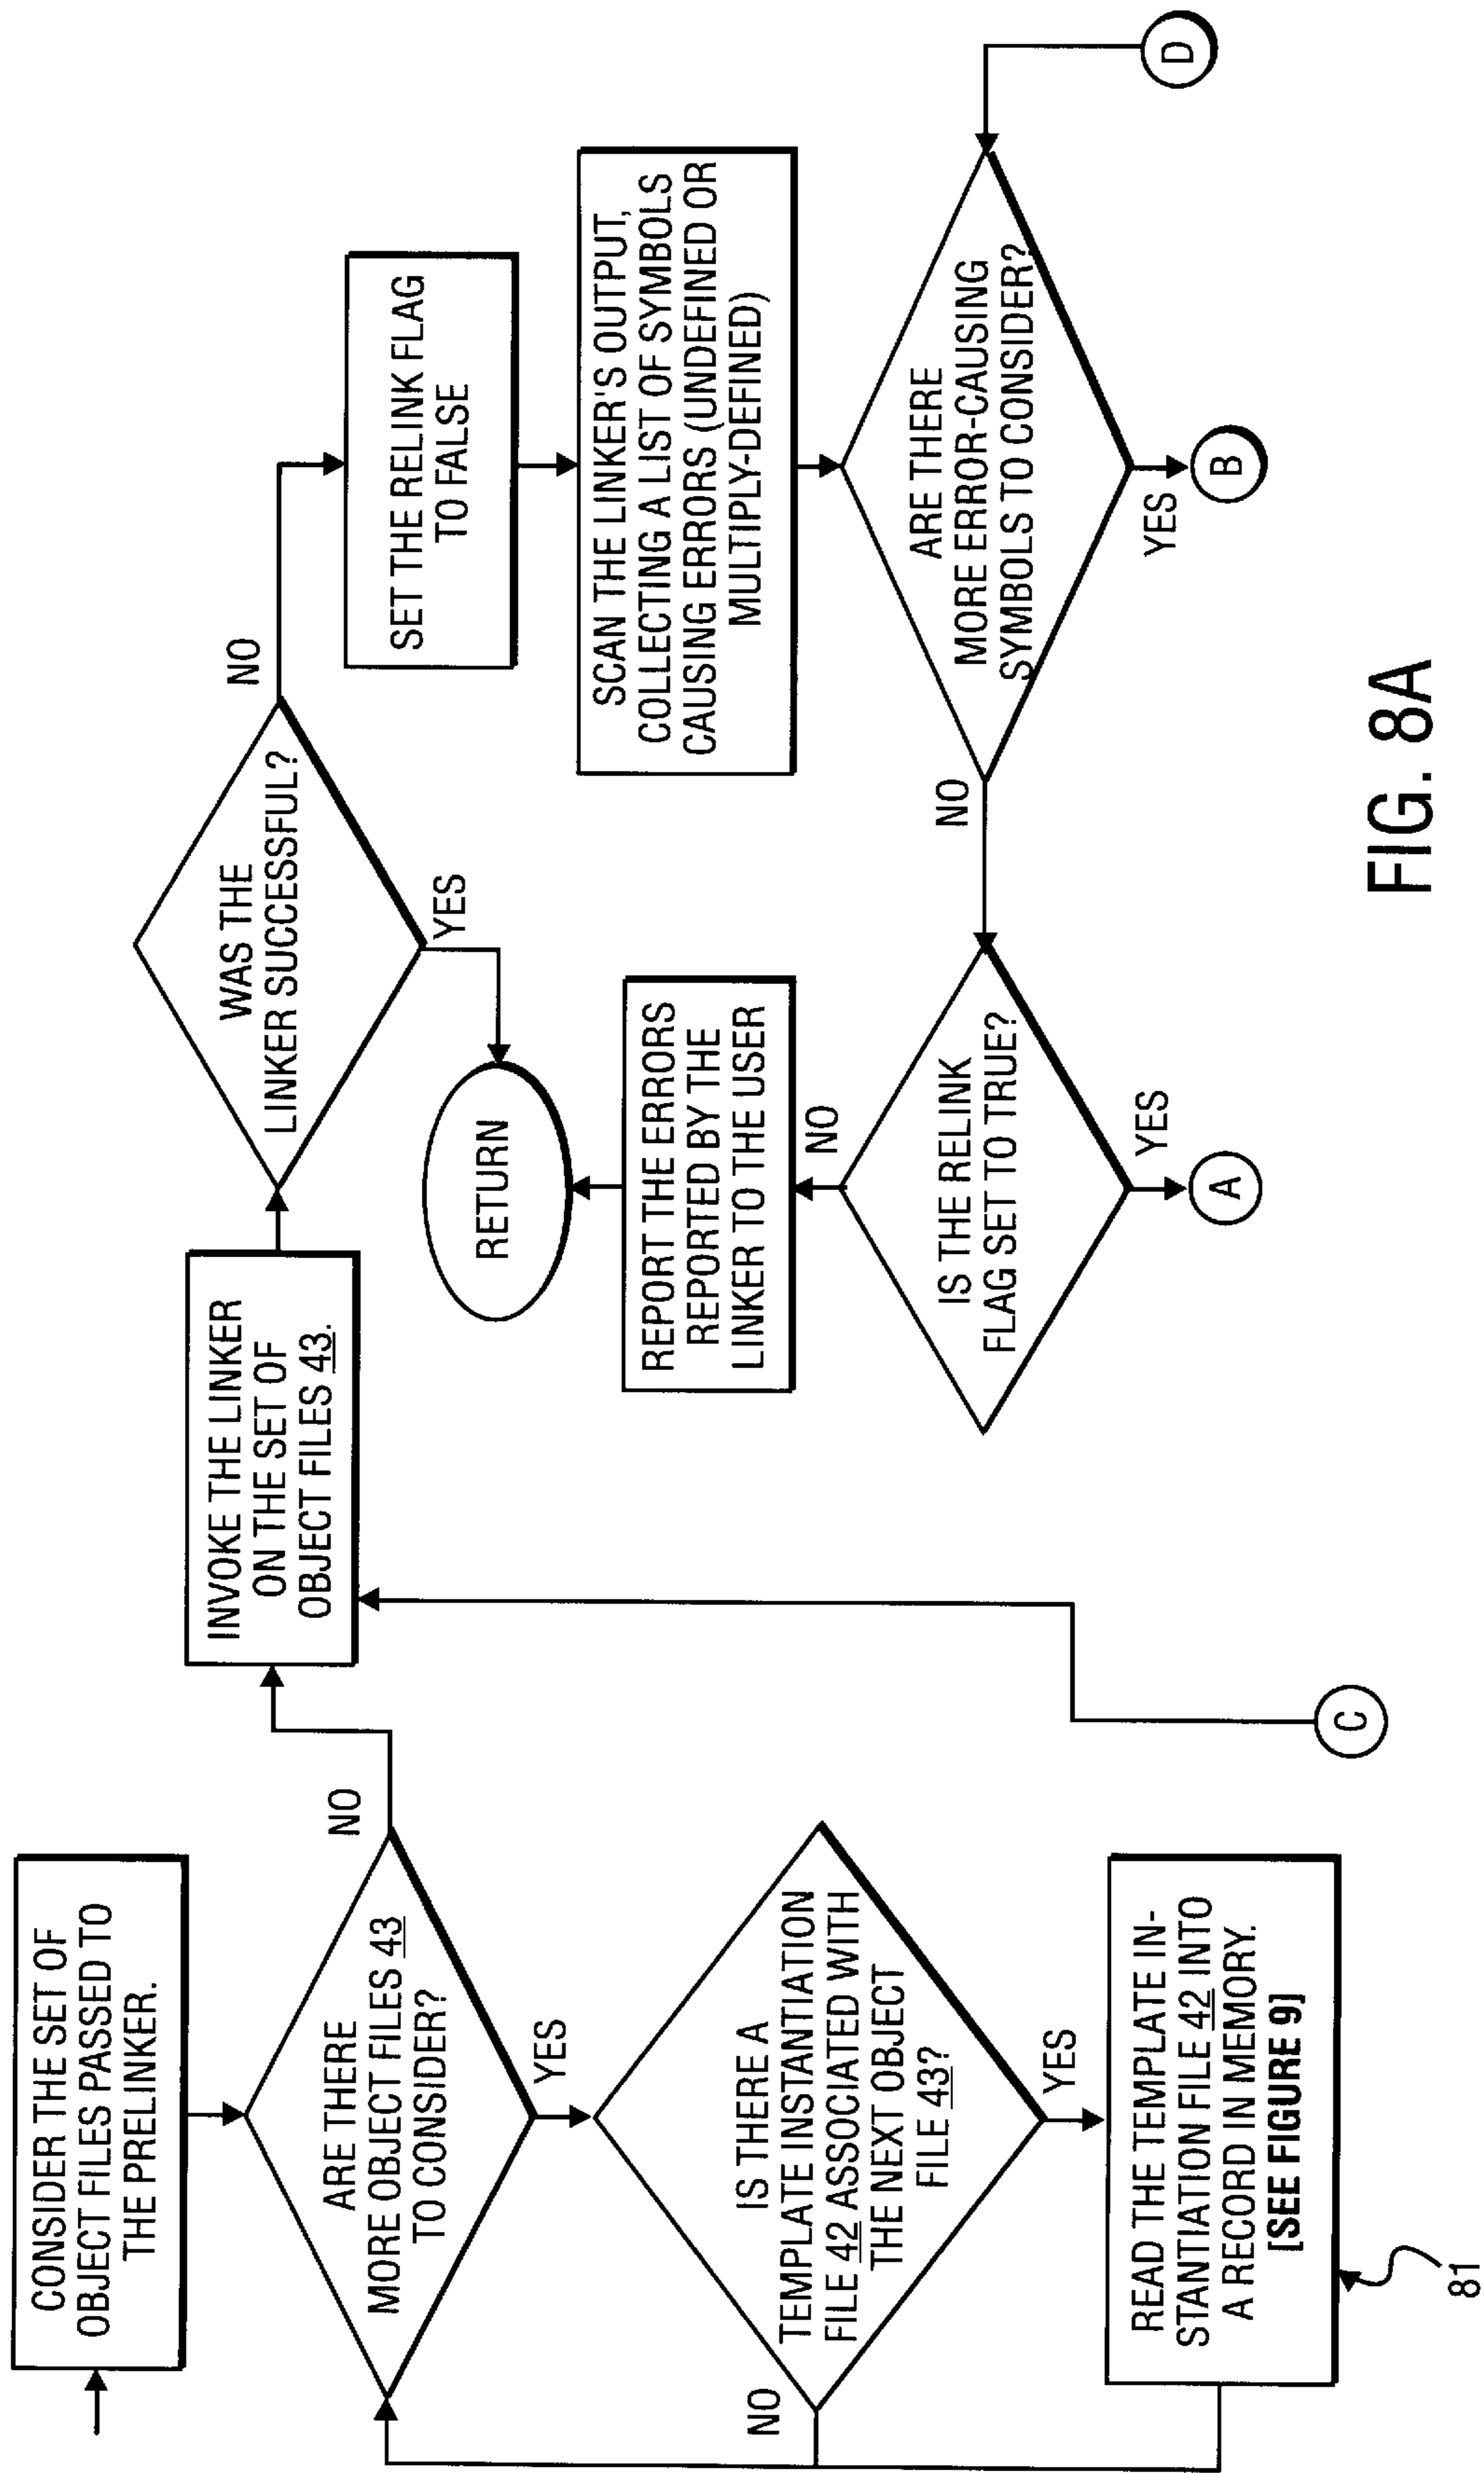 CONSIDER THE SET OF
OBJECT FILES PASSED TO
THE PRELINKER.
ARE THERE
MORE OBJECT FILES 43
TO CONSIDER?
NO
YES
IS THERE A
TEMPLATE INSTANTIATION
FILE 42 ASSOCIATED WITH
THE NEXT OBJECT
FILE 43?
NO
YES
READ THE TEMPLATE IN-
STANTIATION FILE 42 INTO
A RECORD IN MEMORY.
[SEE FIGURE 9]
81
C
INVOKE THE LINKER
ON THE SET OF
OBJECT FILES 43.
WAS THE
LINKER SUCCESSFUL?
NO
YES
RETURN
SET THE RELINK FLAG
TO FALSE
SCAN THE LINKER'S OUTPUT,
COLLECTING A LIST OF SYMBOLS
CAUSING ERRORS (UNDEFINED OR
MULTIPLY-DEFINED)
ARE THERE
MORE ERROR-CAUSING
SYMBOLS TO CONSIDER?
NO
YES
B
D
REPORT THE ERRORS
REPORTED BY THE
LINKER TO THE USER
NO
IS THE RELINK
FLAG SET TO TRUE?
YES
A
FIG. 8A